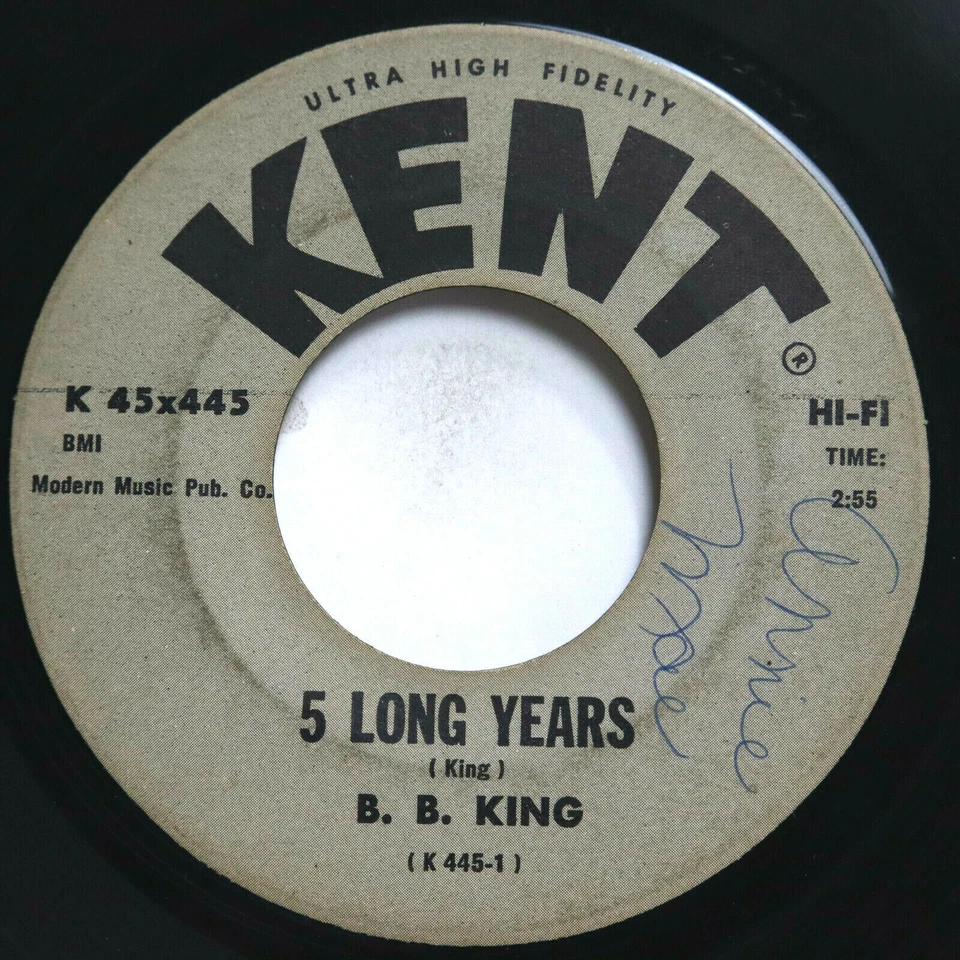 ULTRA HIGH FIDELITY
KENT
®
K 45x445
BMI
Modern Music Pub. Co.
HI-FI
TIME:
2:55
Annie
5 LONG YEARS
( King )
B. B. KING
( K 445-1 )